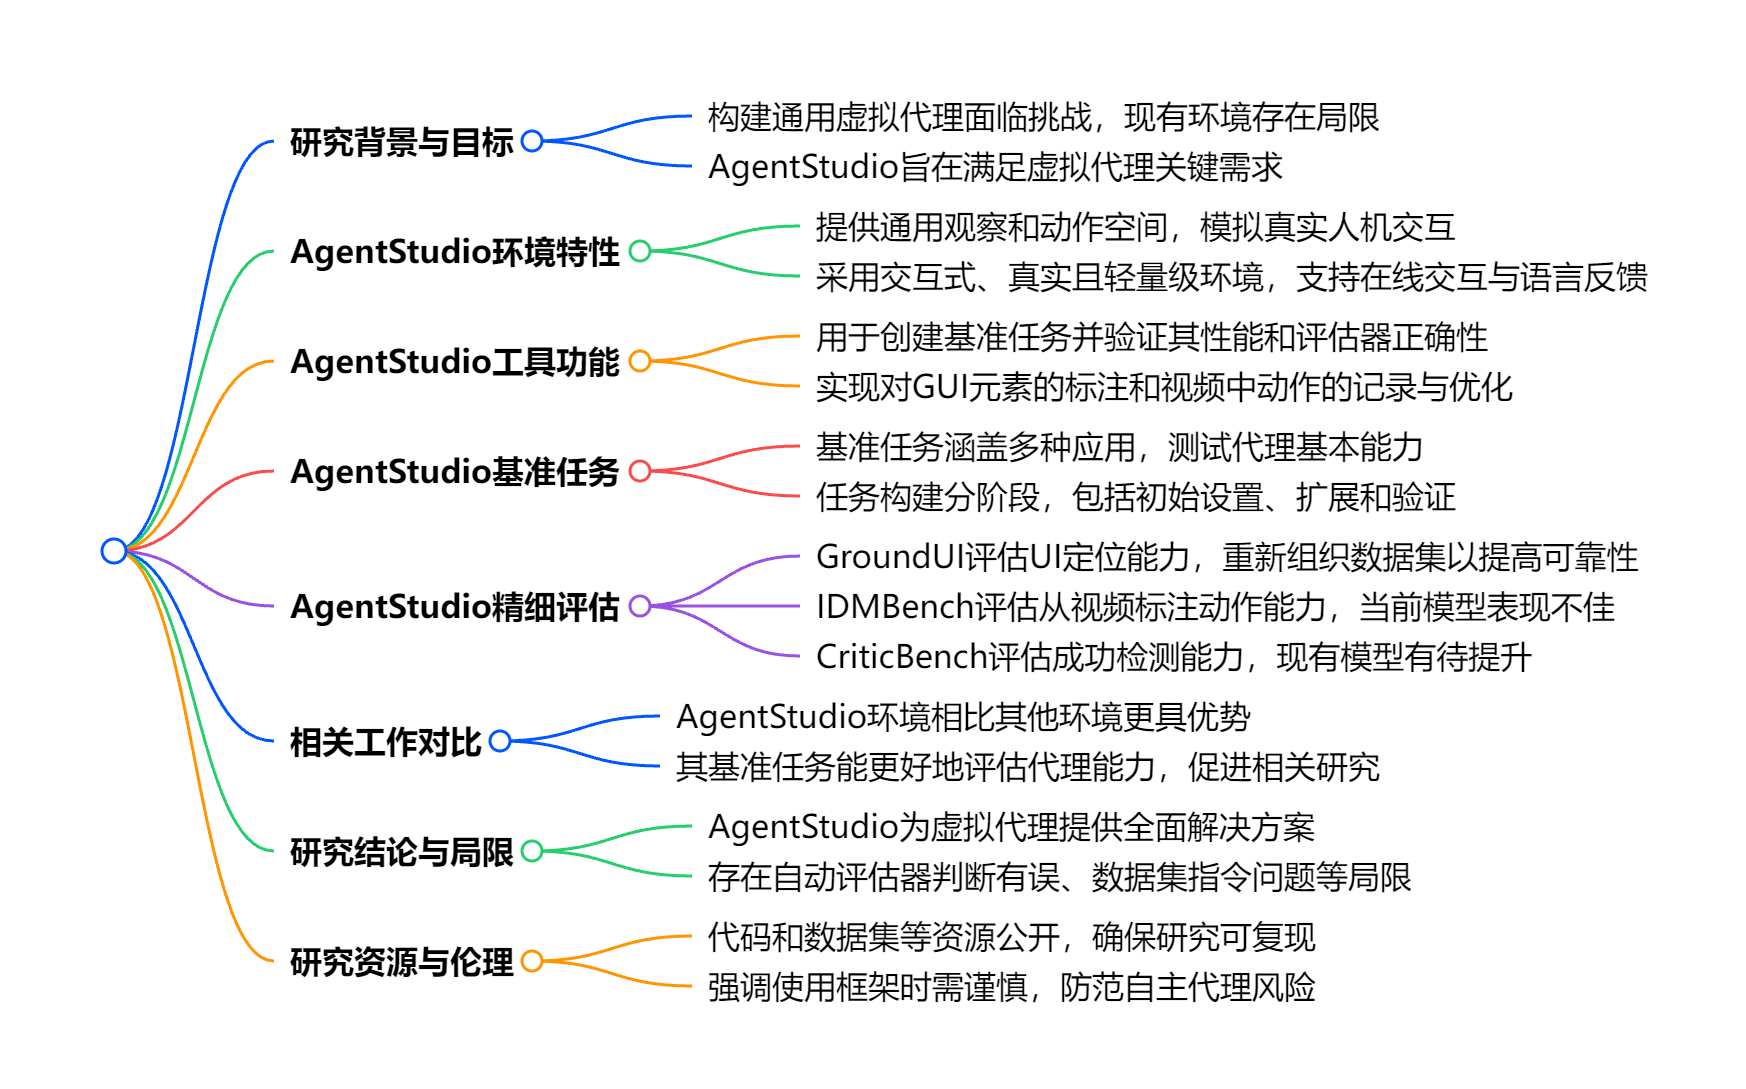 研究背景与目标
构建通用虚拟代理面临挑战，现有环境存在局限
AgentStudio旨在满足虚拟代理关键需求
AgentStudio环境特性
提供通用观察和动作空间，模拟真实人机交互
采用交互式、真实且轻量级环境，支持在线交互与语言反馈
AgentStudio工具功能
用于创建基准任务并验证其性能和评估器正确性
实现对GUI元素的标注和视频中动作的记录与优化
AgentStudio基准任务
基准任务涵盖多种应用，测试代理基本能力
任务构建分阶段，包括初始设置、扩展和验证
AgentStudio精细评估
GroundUI评估UI定位能力，重新组织数据集以提高可靠性
IDMBench评估从视频标注动作能力，当前模型表现不佳
CriticBench评估成功检测能力，现有模型有待提升
相关工作对比
AgentStudio环境相比其他环境更具优势
其基准任务能更好地评估代理能力，促进相关研究
研究结论与局限
AgentStudio为虚拟代理提供全面解决方案
存在自动评估器判断有误、数据集指令问题等局限
研究资源与伦理
代码和数据集等资源公开，确保研究可复现
强调使用框架时需谨慎，防范自主代理风险